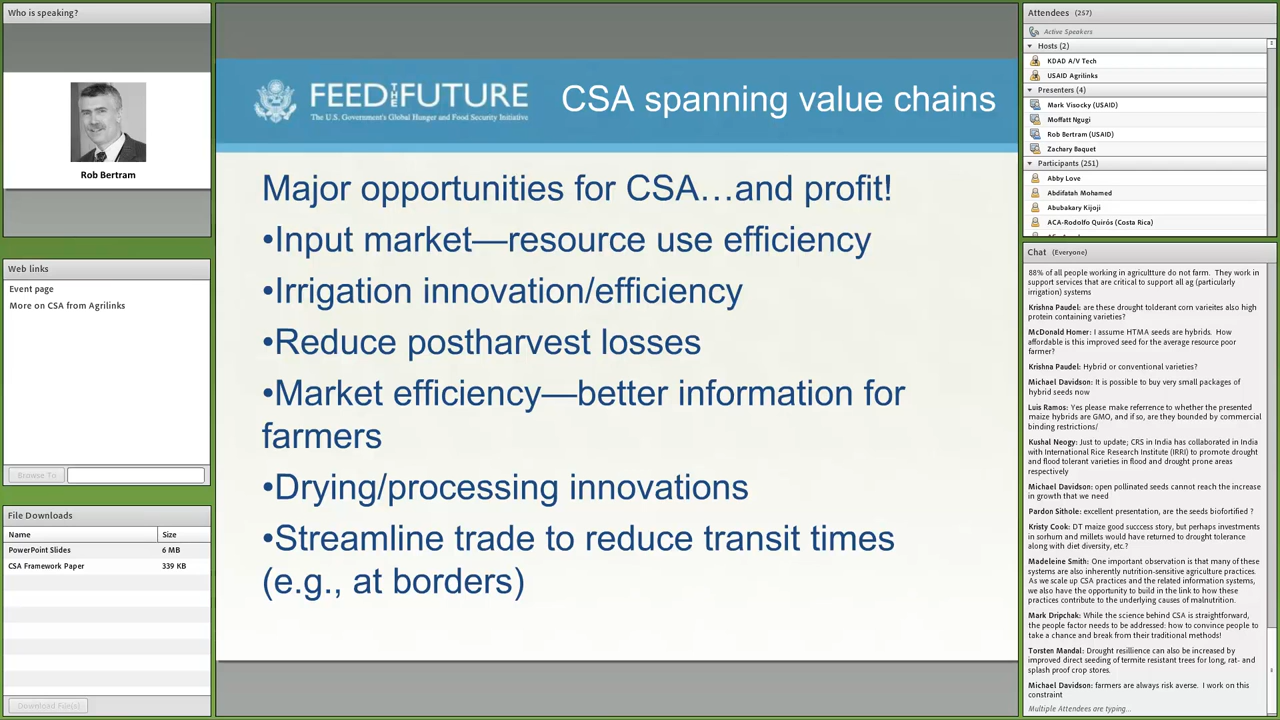 Who is speaking?
Rob Bertram
Web links
Event page
More on CSA from Agrilinks
Browse To
File Downloads
Name Size
PowerPoint Slides 6 MB
CSA Framework Paper 339 KB
Download File(s)
FEED THE FUTURE
The U.S. Government's Global Hunger and Food Security Initiative
CSA spanning value chains
Major opportunities for CSA…and profit!
•Input market—resource use efficiency
•Irrigation innovation/efficiency
•Reduce postharvest losses
•Market efficiency—better information for
farmers
•Drying/processing innovations
•Streamline trade to reduce transit times
(e.g., at borders)
Attendees (257)
Active Speakers
Hosts (2)
KDAD A/V Tech
USAID Agrilinks
Presenters (4)
Mark Visocky (USAID)
Moffatt Ngugi
Rob Bertram (USAID)
Zachary Baquet
Participants (251)
Abby Love
Abdifatah Mohamed
Abubakary Kijoji
ACA-Rodolfo Quirós (Costa Rica)
Chat (Everyone)
88% of all people working in agricultture do not farm. They work in
support services that are critical to support all ag (particularly
irrigation) systems
Krishna Paudel: are these drought tolderant corn varieites also high
protein containing varieties?
McDonald Homer: I assume HTMA seeds are hybrids. How
affordable is this improved seed for the average resource poor
farmer?
Krishna Paudel: Hybrid or conventional varieties?
Michael Davidson: It is possible to buy very small packages of
hybrid seeds now
Luis Ramos: Yes please make referrence to whether the presented
maize hybrids are GMO, and if so, are they bounded by commercial
binding restrictions/
Kushal Neogy: Just to update; CRS in India has collaborated in India
with International Rice Research Institute (IRRI) to promote drought
and flood tolerant varieties in flood and drought prone areas
respectively
Michael Davidson: open pollinated seeds cannot reach the increase
in growth that we need
Pardon Sithole: excellent presentation, are the seeds biofortified ?
Kristy Cook: DT maize good succcess story, but perhaps investments
in sorhum and millets would have returned to drought tolerance
along with diet diversity, etc.?
Madeleine Smith: One important observation is that many of these
systems are also inherently nutrition-sensitive agriculture practices.
As we scale up CSA practices and the related information systems,
we also have the opportunity to build in the link to how these
practices contribute to the underlying causes of malnutrition.
Mark Dripchak: While the science behind CSA is straightforward,
the people factor needs to be addressed: how to convince people to
take a chance and break from their traditional methods!
Torsten Mandal: Drought resillience can also be increased by
improved direct seeding of termite resistant trees for long, rat- and
splash proof crop stores.
Michael Davidson: farmers are always risk averse. I work on this
constraint
Multiple Attendees are typing...